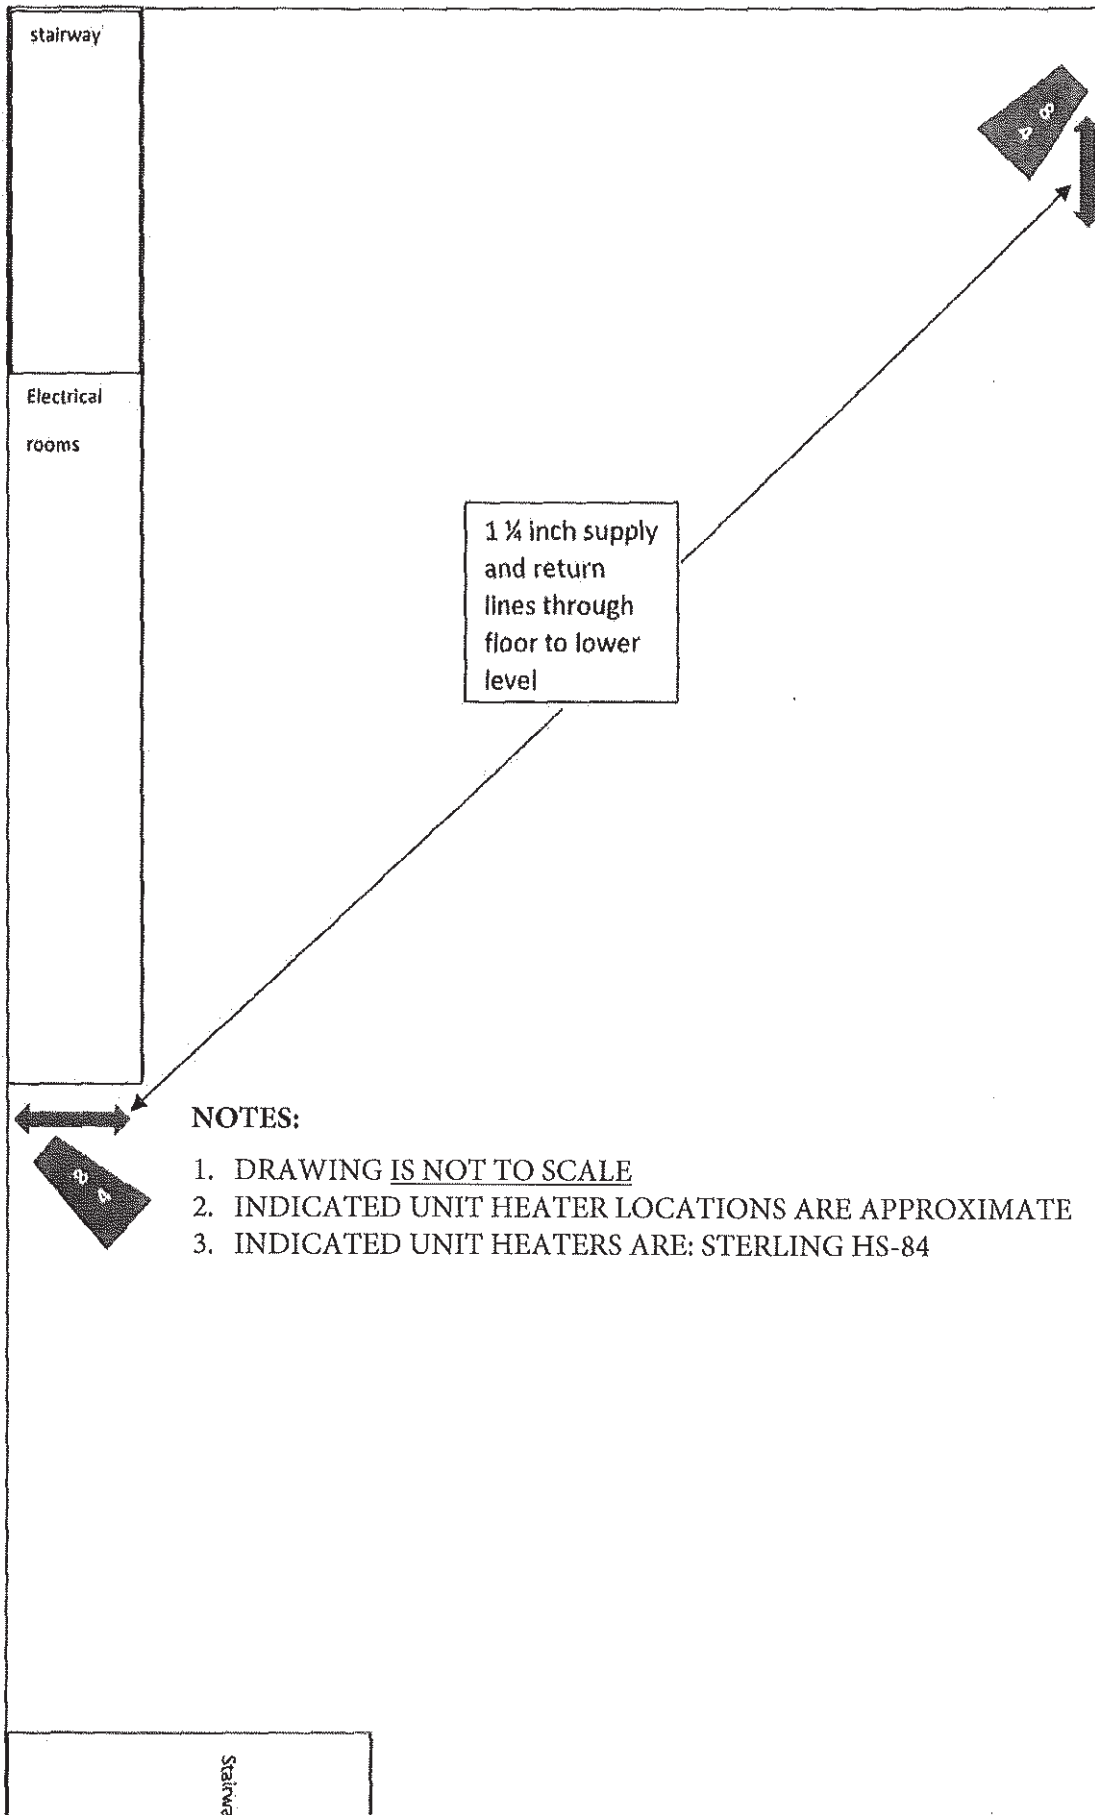 stairway
84
Electrical
rooms
1 ¼ inch supply
and return
lines through
floor to lower
level
NOTES:
84
1. DRAWING IS NOT TO SCALE
2. INDICATED UNIT HEATER LOCATIONS ARE APPROXIMATE
3. INDICATED UNIT HEATERS ARE: STERLING HS-84